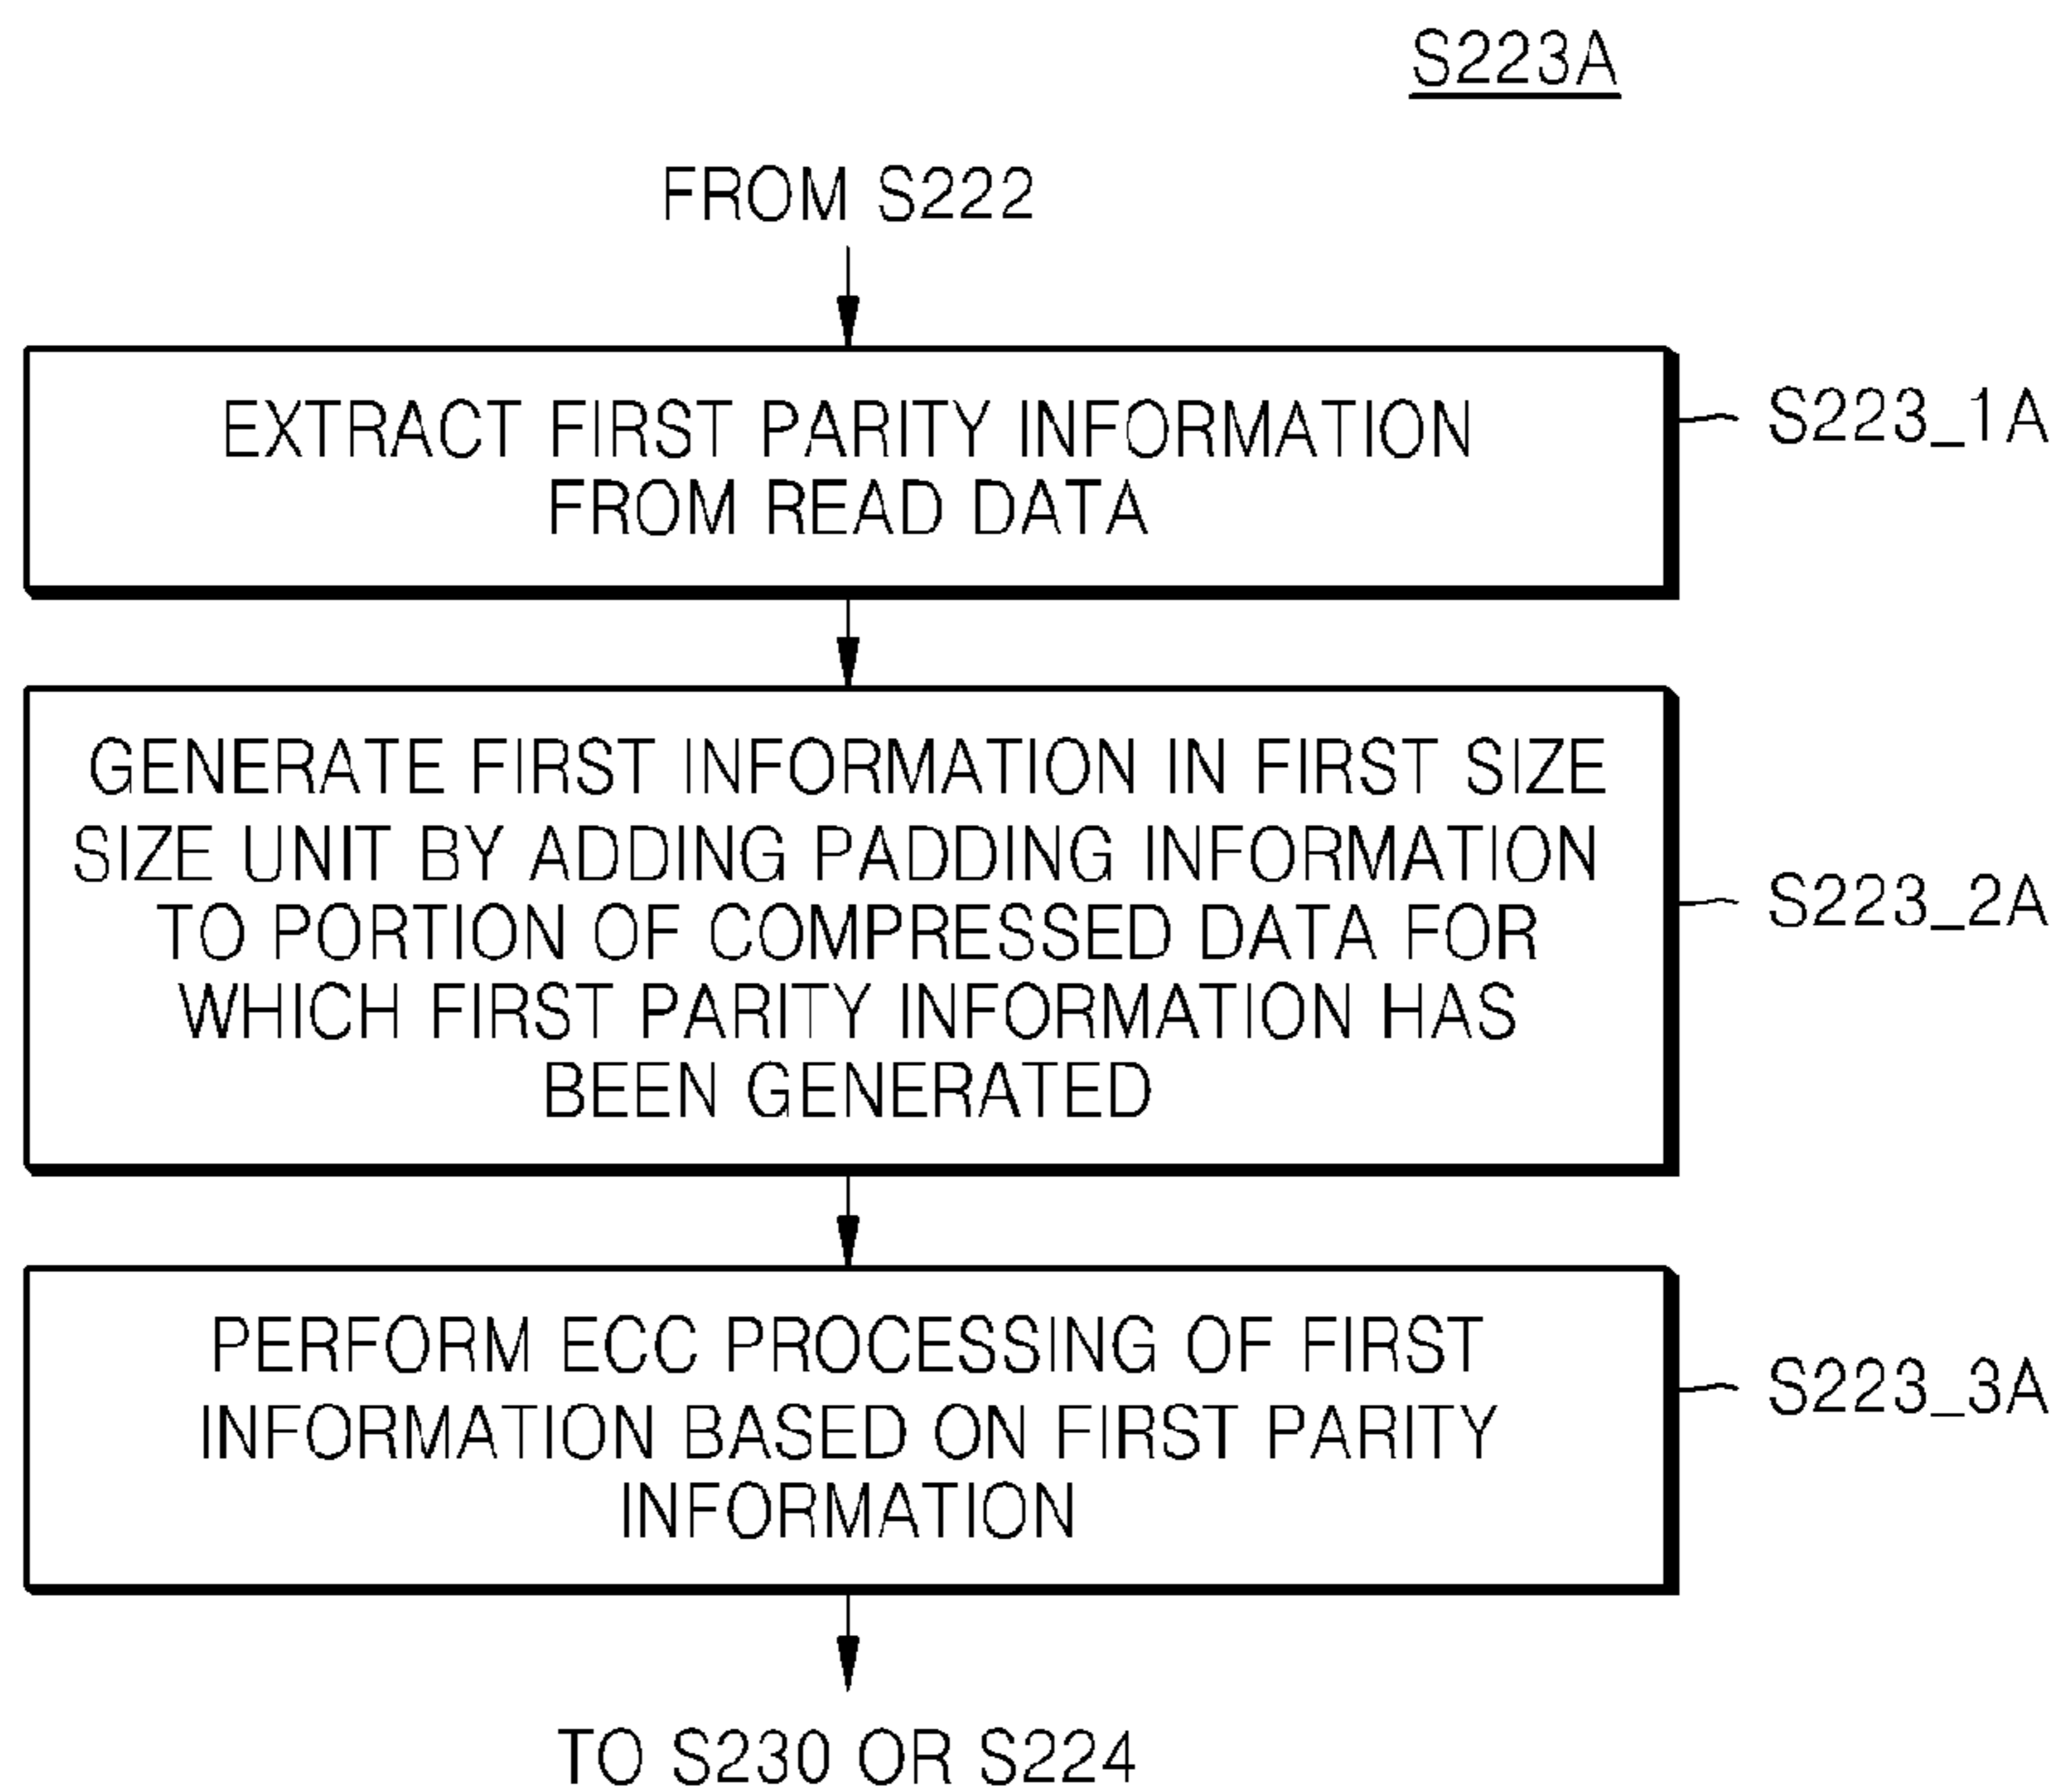 S223A
FROM S222
EXTRACT FIRST PARITY INFORMATION
FROM READ DATA
S223_1A
GENERATE FIRST INFORMATION IN FIRST SIZE
SIZE UNIT BY ADDING PADDING INFORMATION
TO PORTION OF COMPRESSED DATA FOR
WHICH FIRST PARITY INFORMATION HAS
BEEN GENERATED
S223_2A
PERFORM ECC PROCESSING OF FIRST
INFORMATION BASED ON FIRST PARITY
INFORMATION
S223_3A
TO S230 OR S224